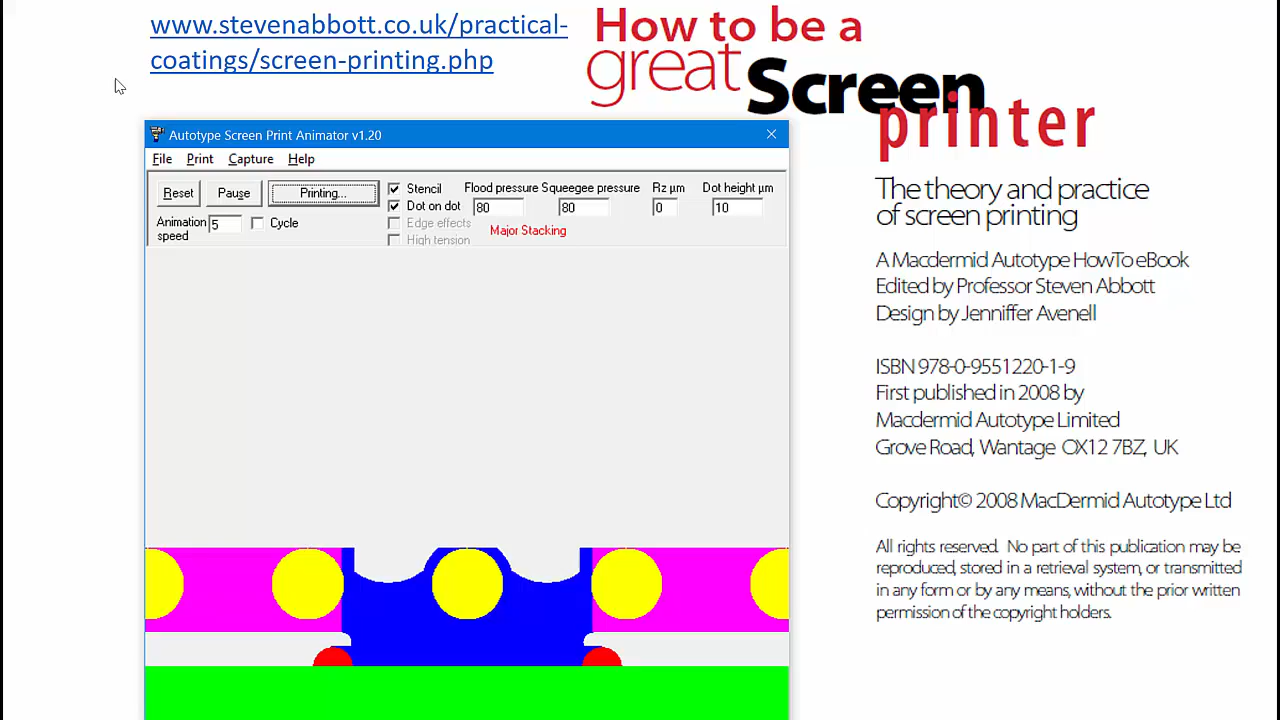 www.stevenabbott.co.uk/practical-
coatings/screen-printing.php
How to be a
great Screen
printer
The theory and practice
of screen printing
A Macdermid Autotype HowTo eBook
Edited by Professor Steven Abbott
Design by Jenniffer Avenell
ISBN 978-0-9551220-1-9
First published in 2008 by
Macdermid Autotype Limited
Grove Road, Wantage OX12 7BZ, UK
Copyright© 2008 MacDermid Autotype Ltd
All rights reserved. No part of this publication may be
reproduced, stored in a retrieval system, or transmitted
in any form or by any means, without the prior written
permission of the copyright holders.
Autotype Screen Print Animator v1.20
File Print Capture Help
Reset Pause Printing... Stencil Flood pressure Squeegee pressure Rz µm Dot height µm
Dot on dot 80 80 0 10
Animation speed 5 Cycle Edge effects Major Stacking
High tension